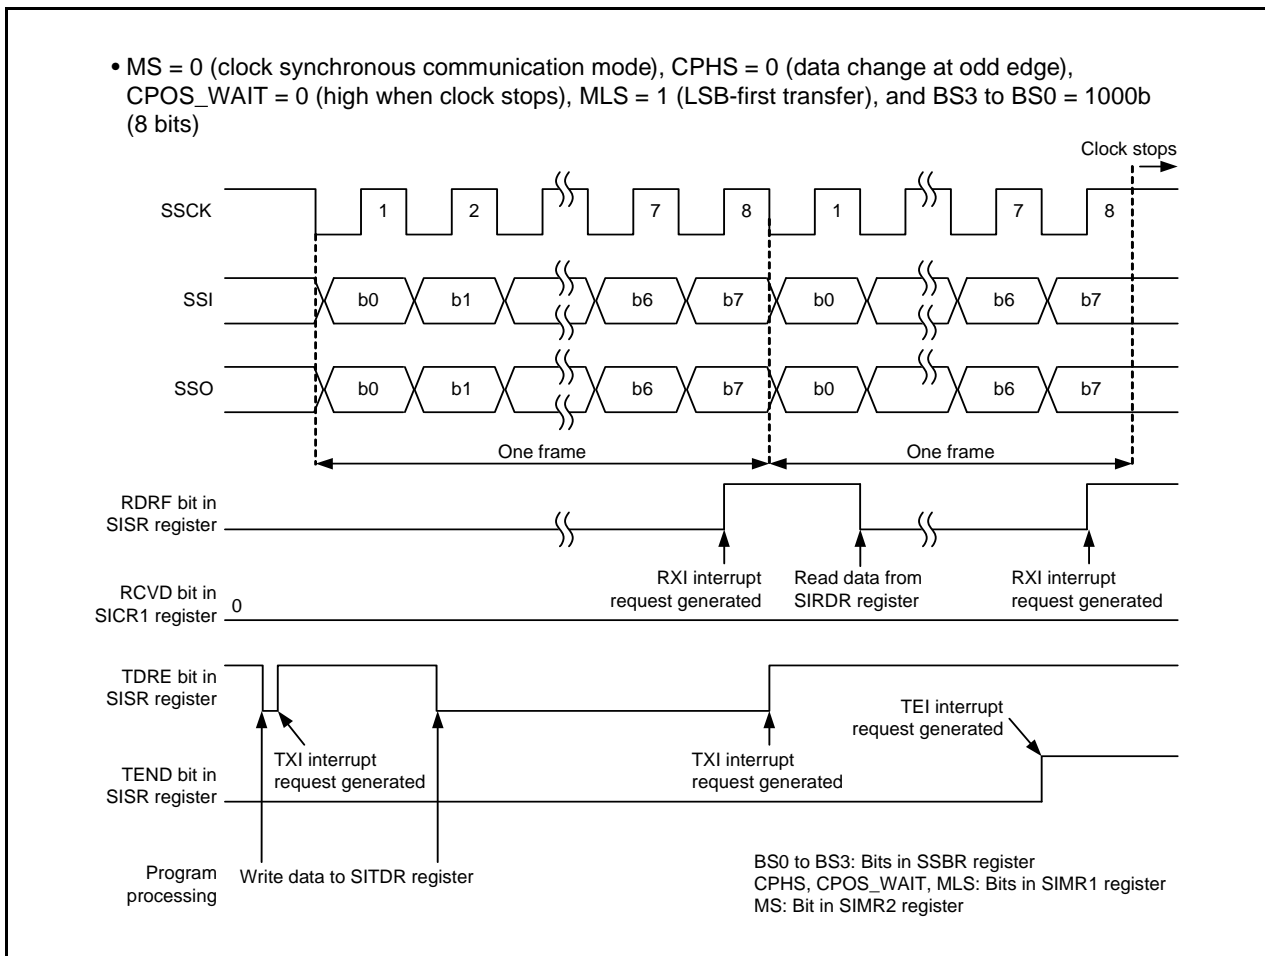 • MS = 0 (clock synchronous communication mode), CPHS = 0 (data change at odd edge),
CPOS_WAIT = 0 (high when clock stops), MLS = 1 (LSB-first transfer), and BS3 to BS0 = 1000b
(8 bits)
Clock stops
SSCK 1 2 7 8 1 7 8
SSI b0 b1 b6 b7 b0 b6 b7
SSO b0 b1 b6 b7 b0 b6 b7
One frame One frame
RDRF bit in
SISR register
RXI interrupt
request generated
Read data from
SIRDR register
RXI interrupt
request generated
RCVD bit in
SICR1 register
0
TDRE bit in
SISR register
TEI interrupt
request generated
TXI interrupt
request generated
TXI interrupt
request generated
TEND bit in
SISR register
Program
processing
Write data to SITDR register
BS0 to BS3: Bits in SSBR register
CPHS, CPOS_WAIT, MLS: Bits in SIMR1 register
MS: Bit in SIMR2 register